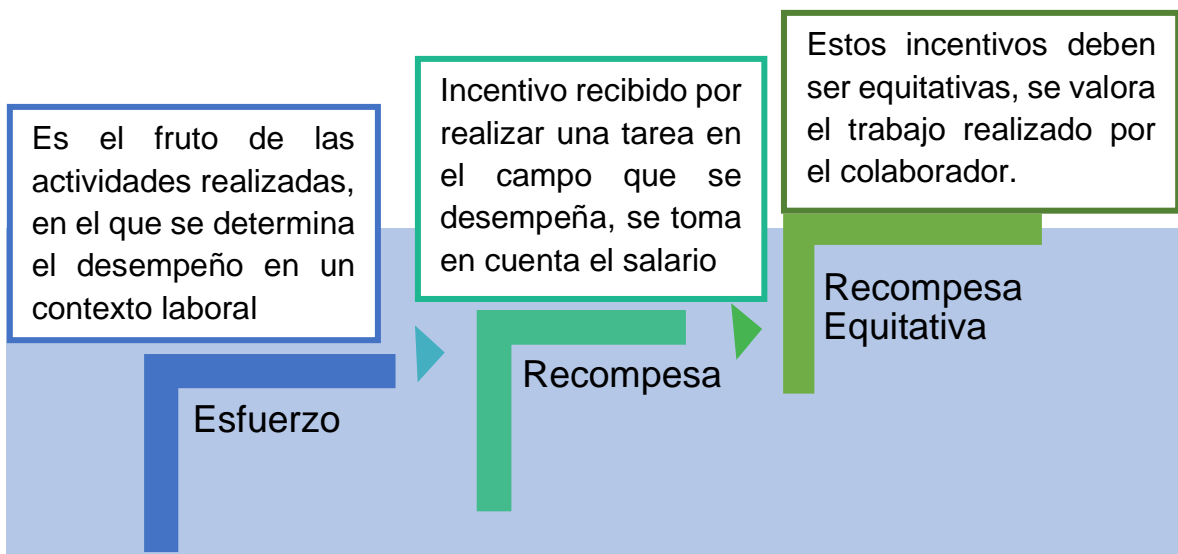 Es el fruto de las
actividades realizadas,
en el que se determina
el desempeño en un
contexto laboral
Esfuerzo
Incentivo recibido por
realizar una tarea en
el campo que se
desempeña, se toma
en cuenta el salario
Recompesa
Estos incentivos deben
ser equitativas, se valora
el trabajo realizado por
el colaborador.
Recompesa
Equitativa